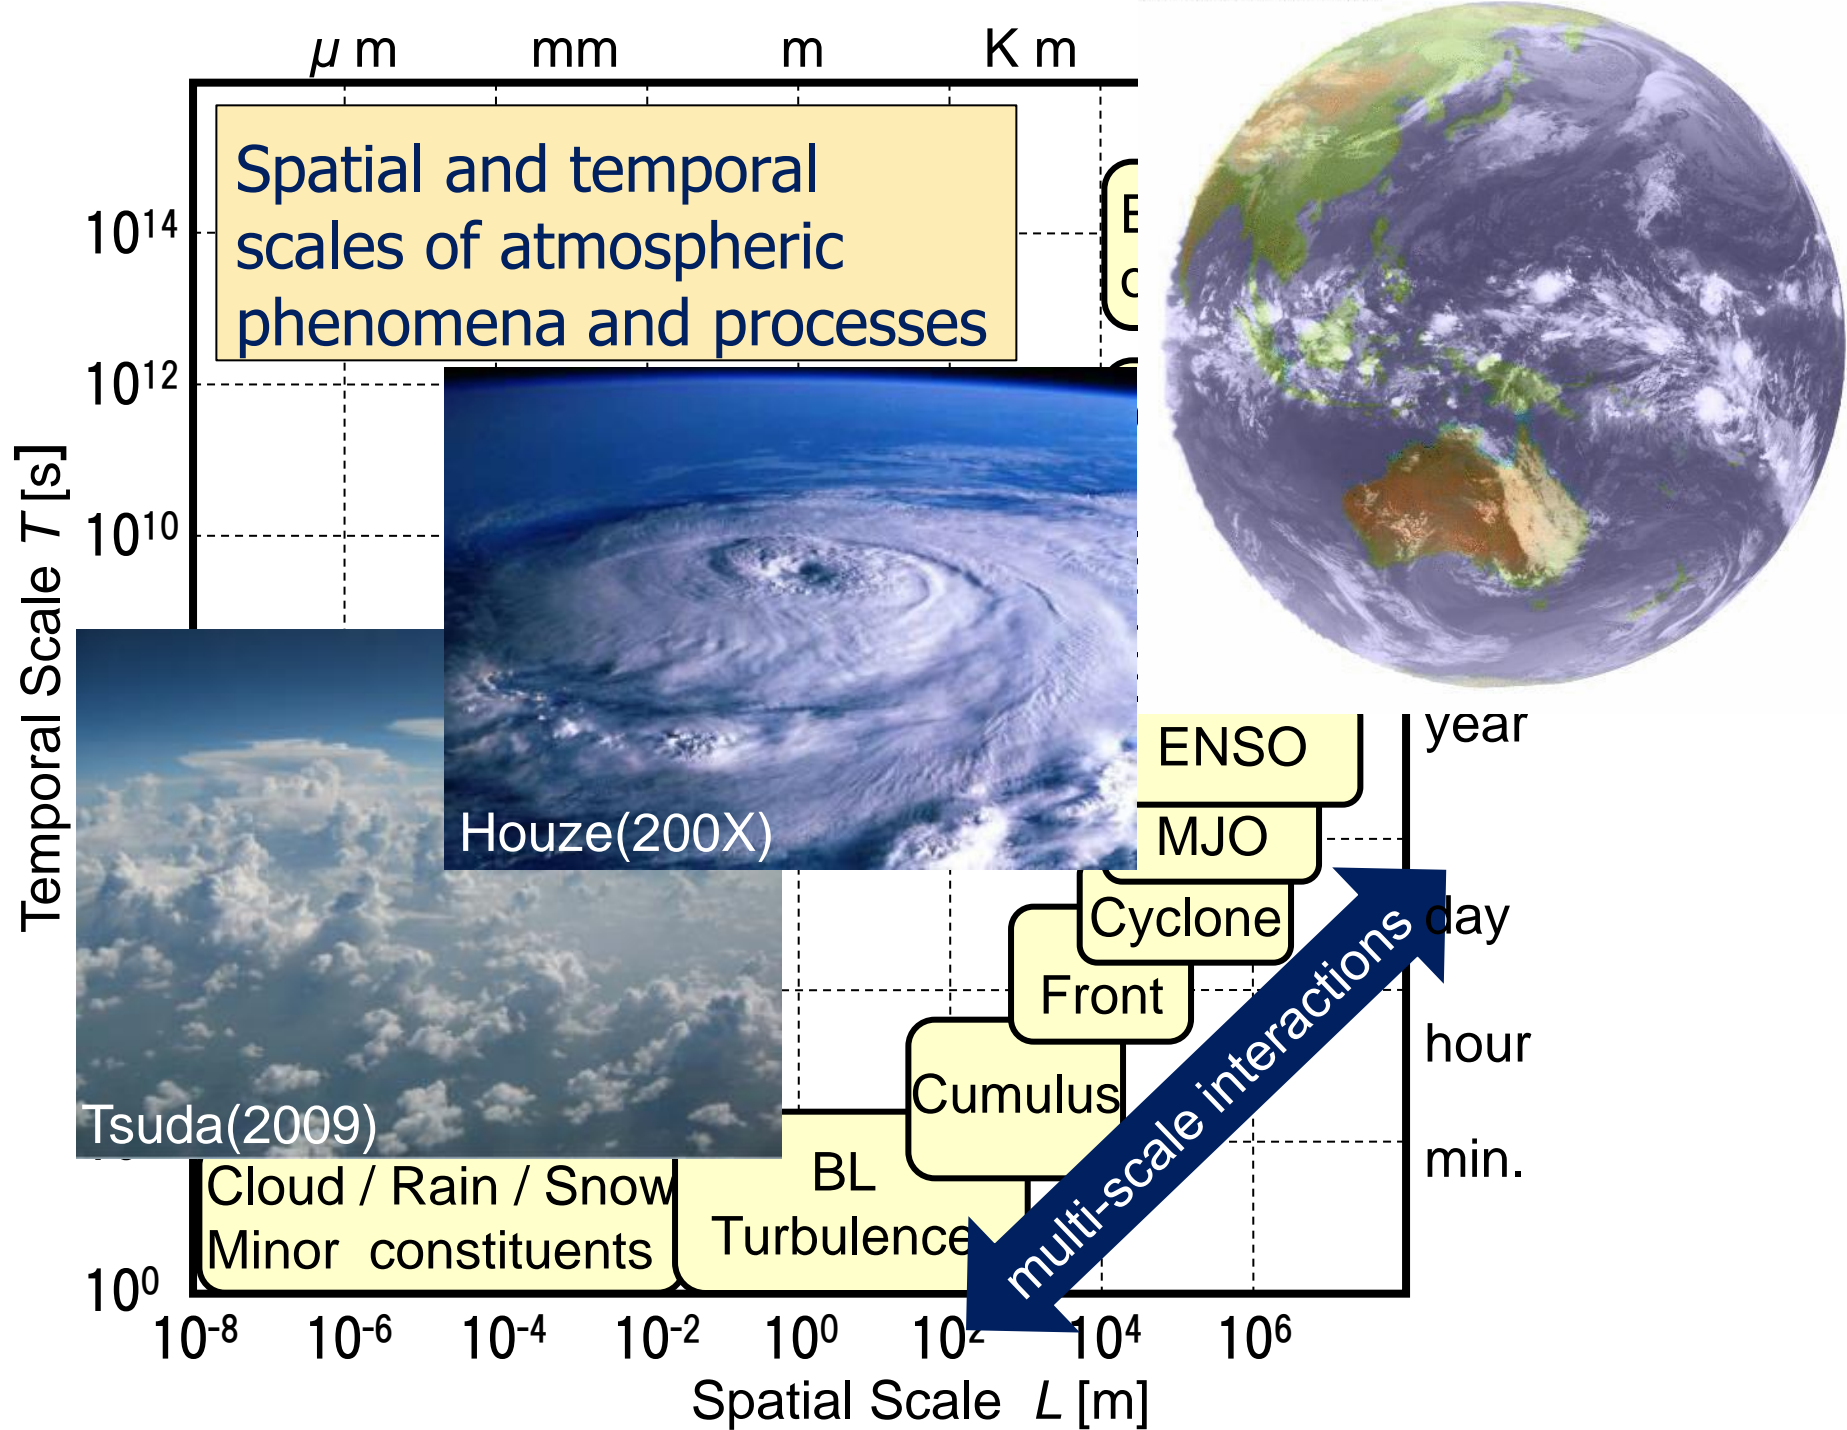 μ m
mm
m
K m
Spatial and temporal
scales of atmospheric
phenomena and processes
10¹⁴
10¹²
10¹⁰
10⁰
Temporal Scale T [s]
Houze(200X)
Tsuda(2009)
ENSO
MJO
Cyclone
Front
Cumulus
BL
Turbulence
Cloud / Rain / Snow
Minor constituents
multi-scale interactions
year
day
hour
min.
10⁻⁸
10⁻⁶
10⁻⁴
10⁻²
10⁰
10²
10⁴
10⁶
Spatial Scale L [m]